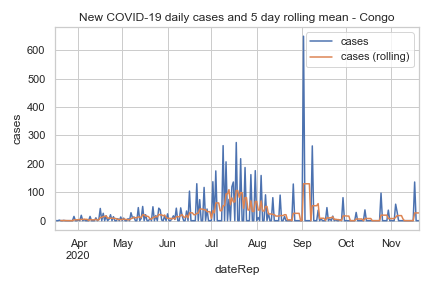 New COVID-19 daily cases and 5 day rolling mean - Congo
cases
cases (rolling)
600
500
400
300
200
100
0
cases
Apr
2020
May
Jun
Jul
Aug
Sep
Oct
Nov
dateRep